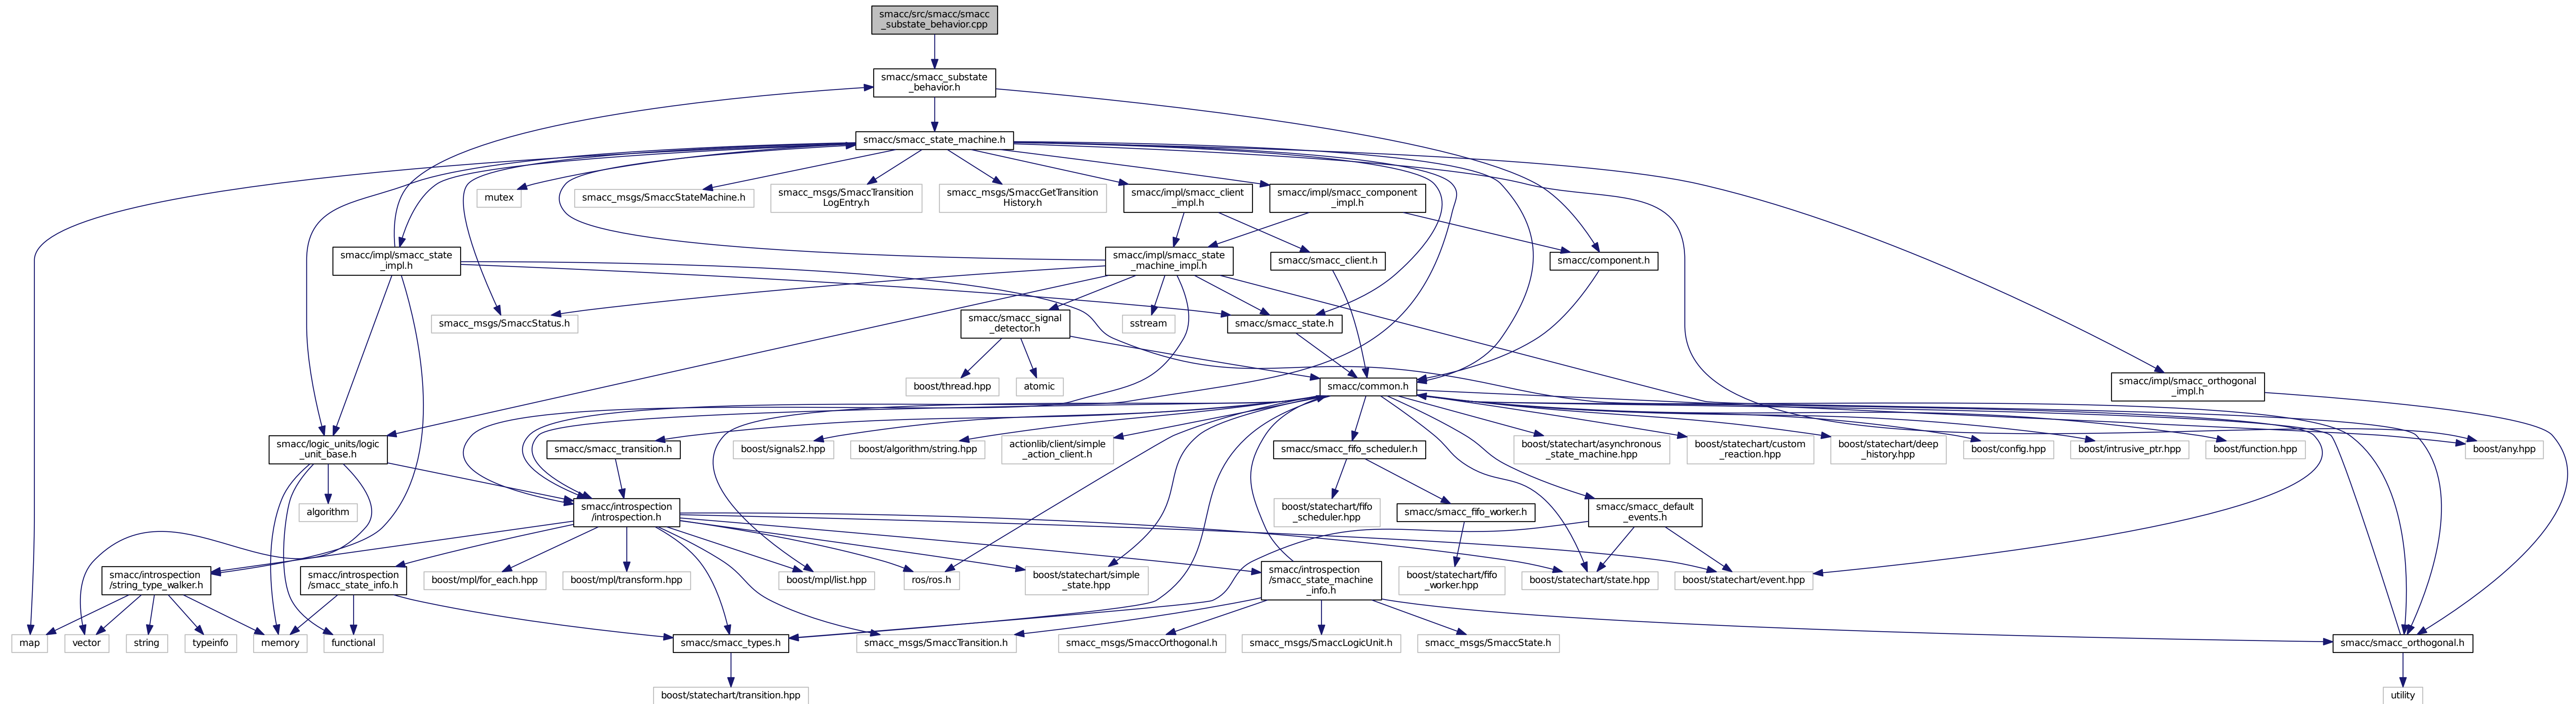 smacc/src/smacc/smacc
_substate_behavior.cpp
smacc/smacc_substate
_behavior.h
smacc/smacc_state_machine.h
mutex
smacc_msgs/SmaccStateMachine.h
smacc_msgs/SmaccTransition
LogEntry.h
smacc_msgs/SmaccGetTransition
History.h
smacc/impl/smacc_client
_impl.h
smacc/impl/smacc_component
_impl.h
smacc/impl/smacc_state
_impl.h
smacc/impl/smacc_state
_machine_impl.h
smacc/smacc_client.h
smacc/component.h
smacc_msgs/SmaccStatus.h
smacc/smacc_signal
_detector.h
sstream
smacc/smacc_state.h
boost/thread.hpp
atomic
smacc/common.h
smacc/impl/smacc_orthogonal
_impl.h
smacc/logic_units/logic
_unit_base.h
smacc/smacc_transition.h
boost/signals2.hpp
boost/algorithm/string.hpp
actionlib/client/simple
_action_client.h
smacc/smacc_fifo_scheduler.h
boost/statechart/asynchronous
_state_machine.hpp
boost/statechart/custom
_reaction.hpp
boost/statechart/deep
_history.hpp
boost/config.hpp
boost/intrusive_ptr.hpp
boost/function.hpp
boost/any.hpp
algorithm
smacc/introspection
/introspection.h
boost/statechart/fifo
_scheduler.hpp
smacc/smacc_fifo_worker.h
smacc/smacc_default
_events.h
smacc/introspection
/string_type_walker.h
smacc/introspection
/smacc_state_info.h
boost/mpl/for_each.hpp
boost/mpl/transform.hpp
boost/mpl/list.hpp
ros/ros.h
boost/statechart/simple
_state.hpp
smacc/introspection
/smacc_state_machine
_info.h
boost/statechart/fifo
_worker.hpp
boost/statechart/state.hpp
boost/statechart/event.hpp
map
vector
string
typeinfo
memory
functional
smacc/smacc_types.h
smacc_msgs/SmaccTransition.h
smacc_msgs/SmaccOrthogonal.h
smacc_msgs/SmaccLogicUnit.h
smacc_msgs/SmaccState.h
smacc/smacc_orthogonal.h
boost/statechart/transition.hpp
utility